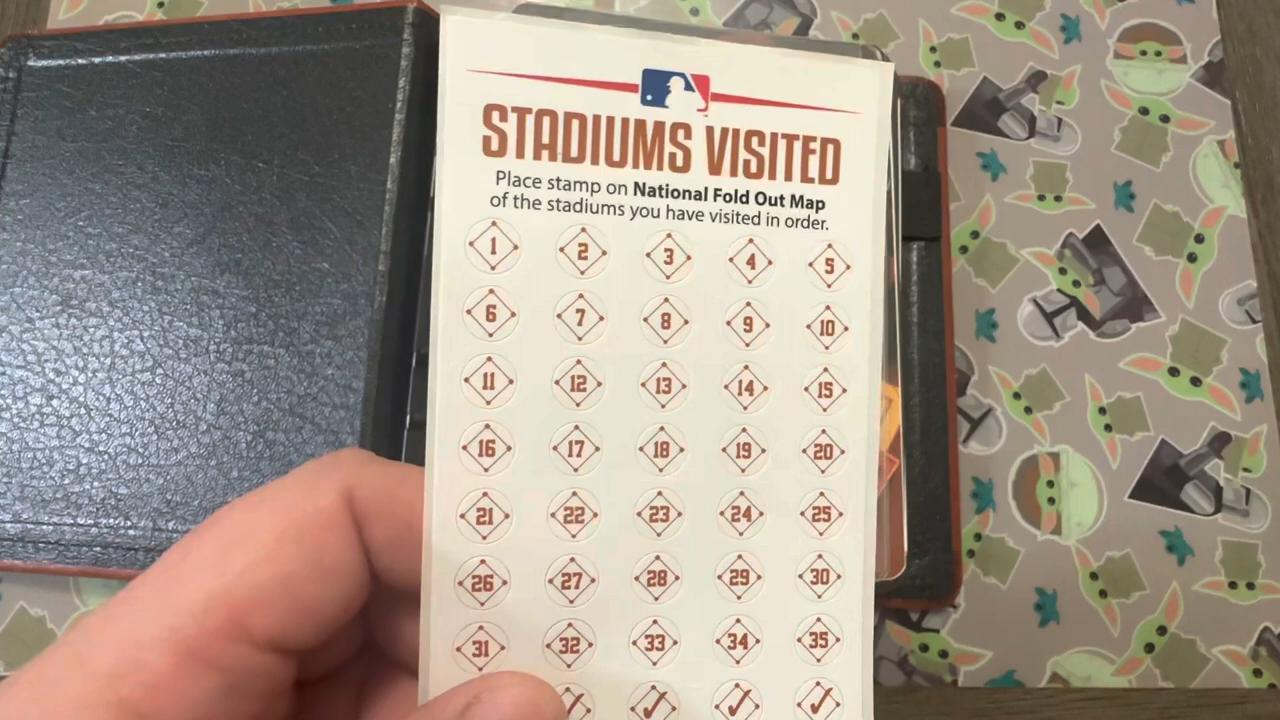 STADIUMS VISITED
Place stamp on National Fold Out Map
of the stadiums you have visited in order.
1 2 3 4 5
6 7 8 9 10
11 12 13 14 15
16 17 18 19 20
21 22 23 24 25
26 27 28 29 30
31 32 33 34 35